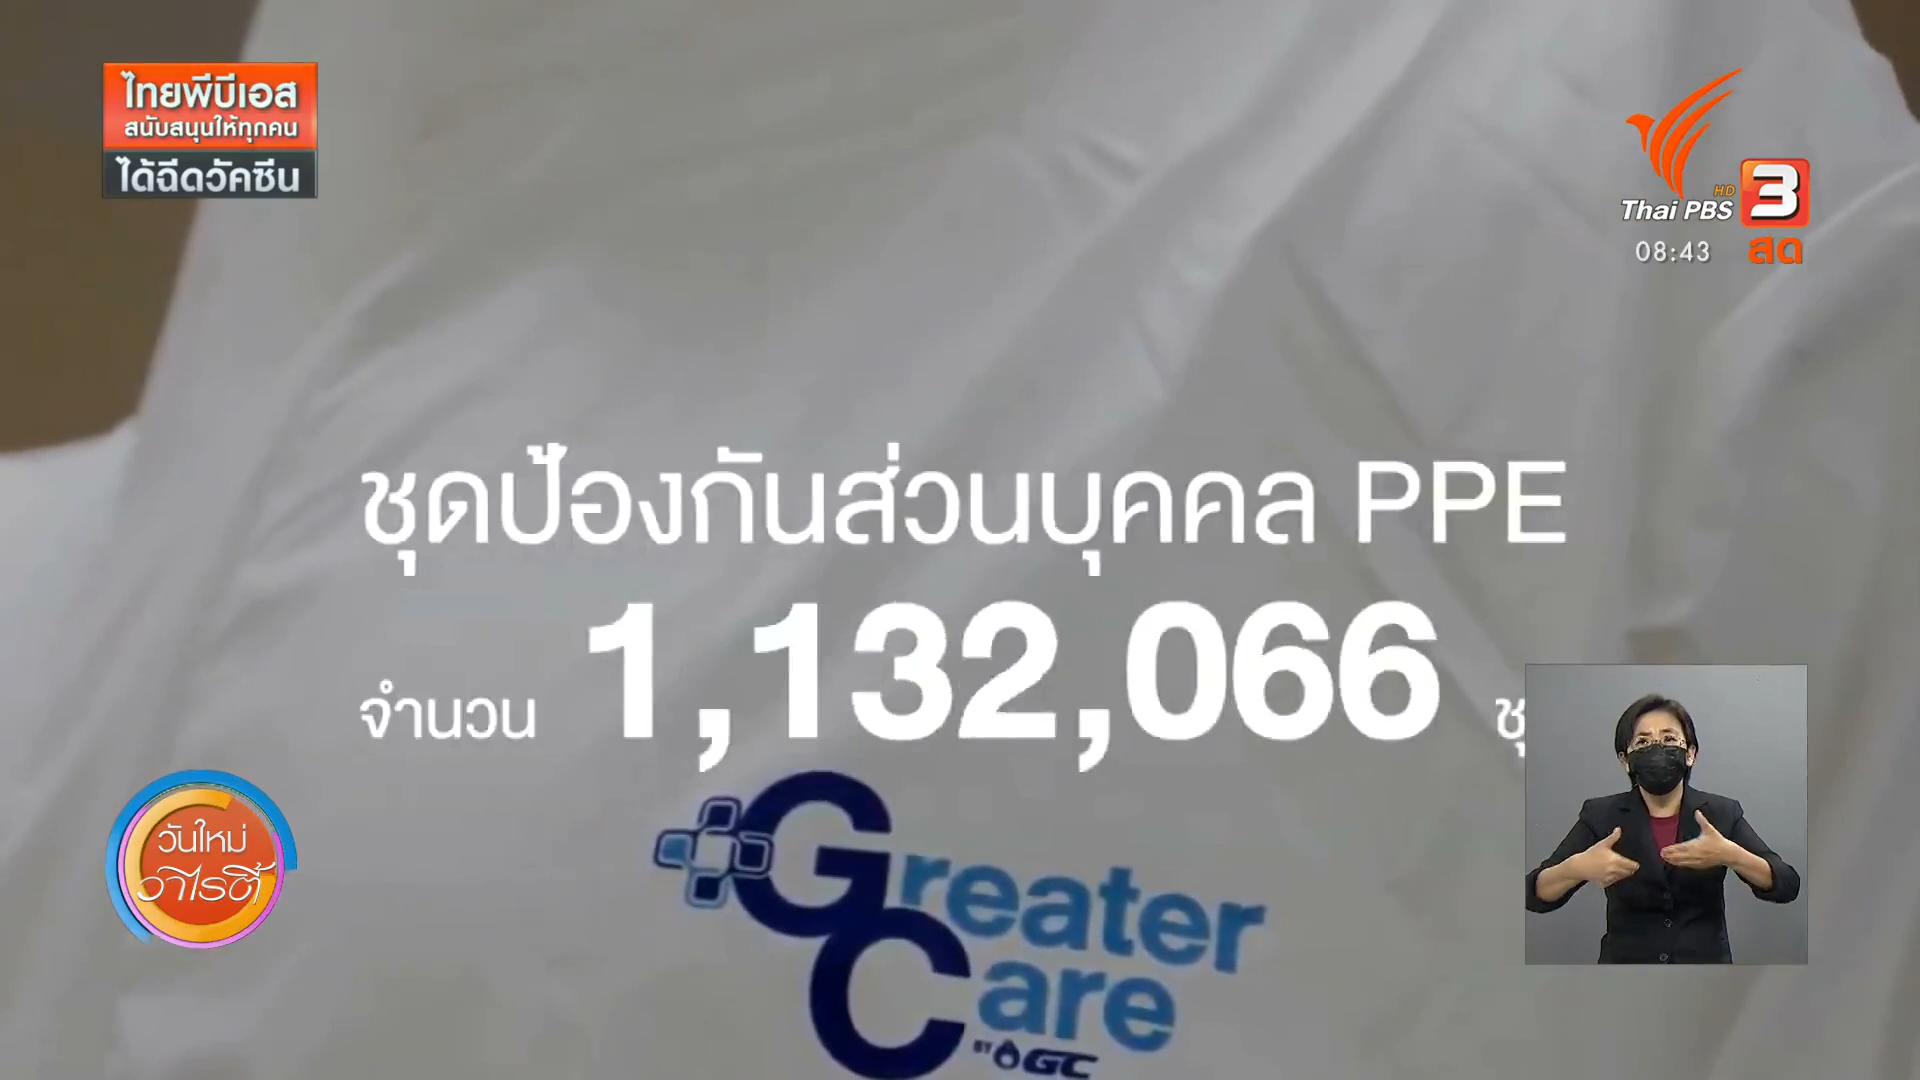 ไทยพีบีเอส
สนับสนุนให้ทุกคน
ได้ฉีดวัคซีน
HD
Thai PBS 3
08:43 สด
ชุดป้องกันส่วนบุคคล PPE
จำนวน 1,132,066
วันใหม่
วาไรตี้
Greater
Care
BY GC